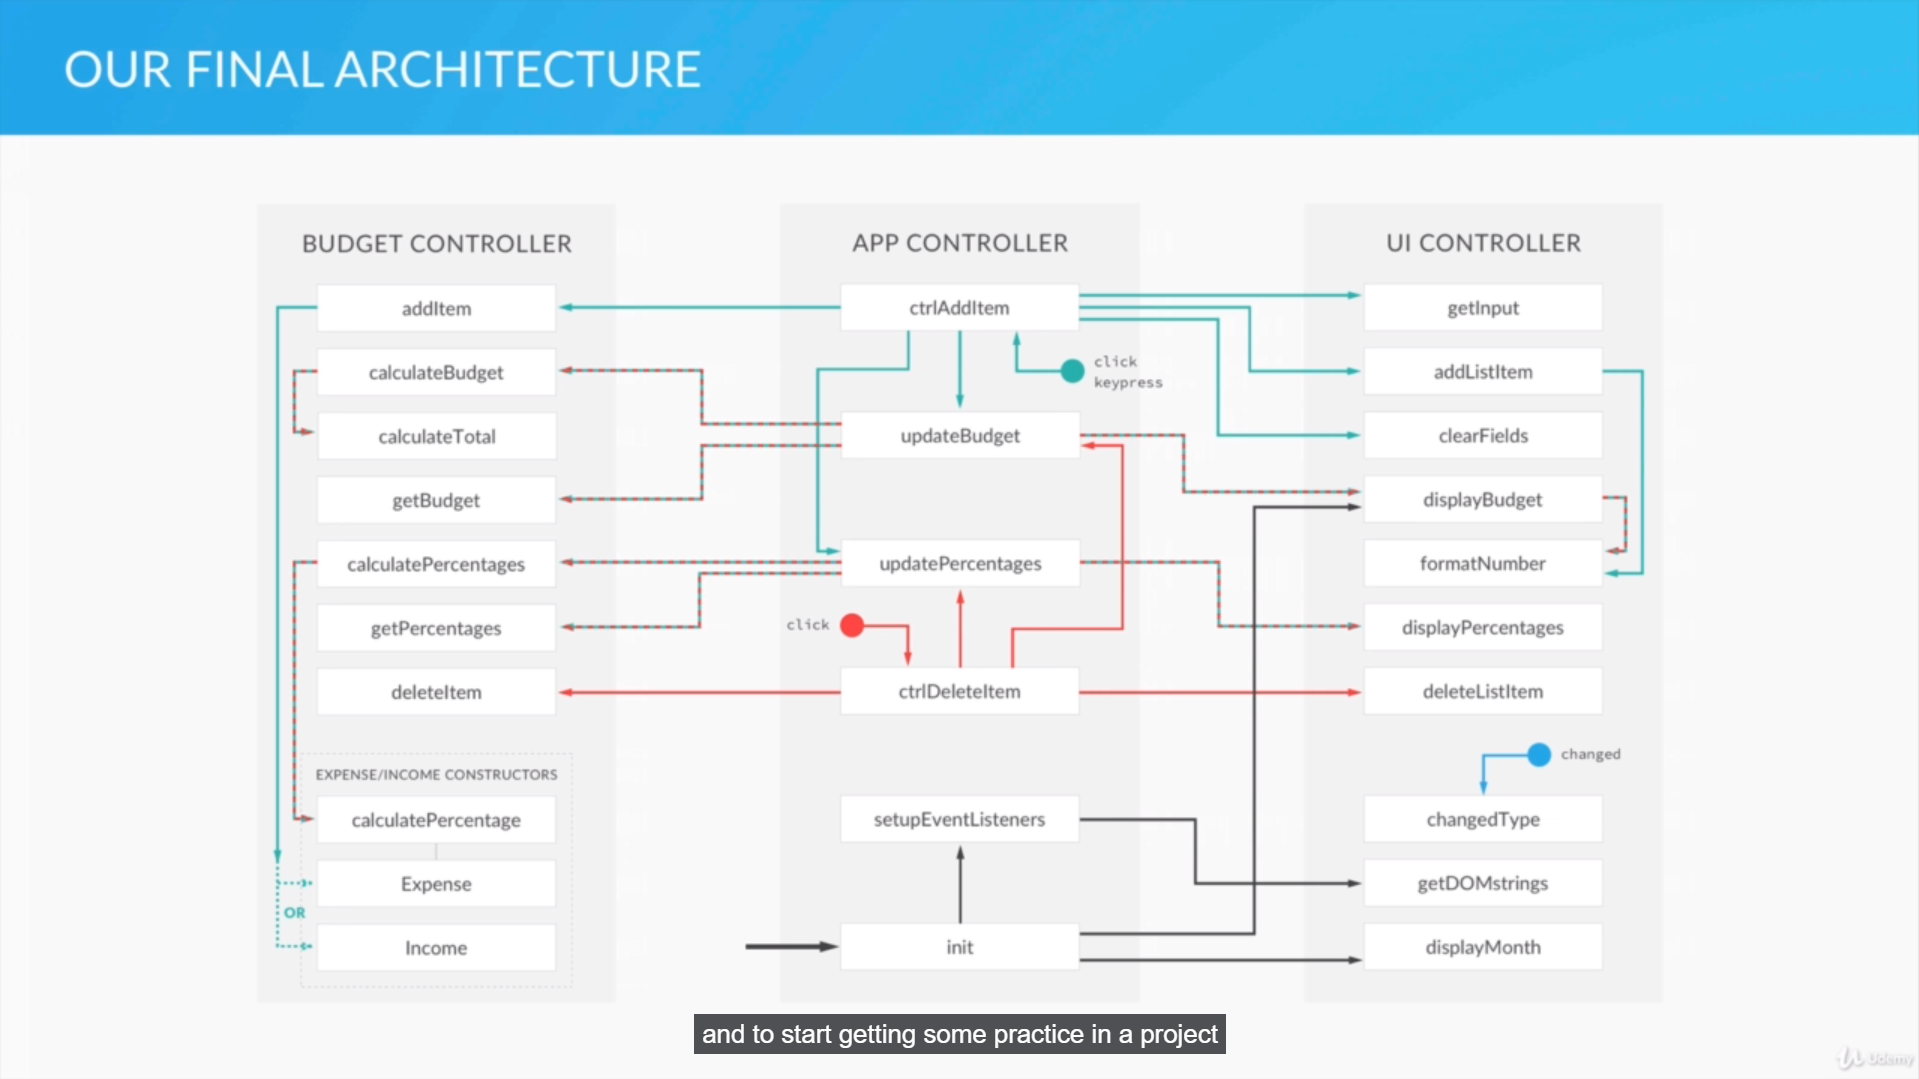 OUR FINAL ARCHITECTURE
BUDGET CONTROLLER
addItem
calculateBudget
calculateTotal
getBudget
calculatePercentages
getPercentages
deleteItem
EXPENSE/INCOME CONSTRUCTORS
calculatePercentage
Expense
OR
Income
APP CONTROLLER
ctrlAddItem
click
keypress
updateBudget
updatePercentages
click
ctrlDeleteItem
setupEventListeners
init
UI CONTROLLER
getInput
addListItem
clearFields
displayBudget
formatNumber
displayPercentages
deleteListItem
changed
changedType
getDOMstrings
displayMonth
and to start getting some practice in a project
Udemy